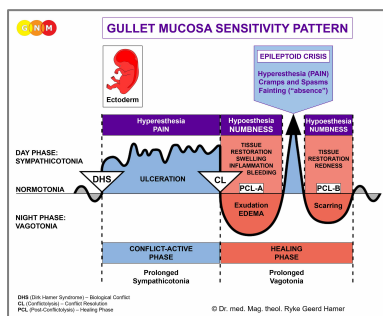 GNM
GULLET MUCOSA SENSITIVITY PATTERN
Ectoderm
EPILEPTOID CRISIS
Hyperesthesia (PAIN)
Cramps and Spasms
Fainting ("absence")
Hyperesthesia
PAIN
Hypoesthesia
NUMBNESS
Hypoesthesia
NUMBNESS
DAY PHASE:
SYMPATHICOTONIA
TISSUE
RESTORATION
SWELLING
INFLAMMATION
BLEEDING
TISSUE
RESTORATION
REDNESS
DHS
ULCERATION
CL
PCL-A
PCL-B
NORMOTONIA
NIGHT PHASE:
VAGOTONIA
Exudation
EDEMA
Scarring
CONFLICT-ACTIVE
PHASE
HEALING
PHASE
Prolonged
Sympathicotonia
Prolonged
Vagotonia
DHS (Dirk Hamer Syndrome) – Biological Conflict
CL (Conflictolysis) – Conflict Resolution
PCL (Post-Conflictolysis) – Healing Phase
© Dr. med. Mag. theol. Ryke Geerd Hamer